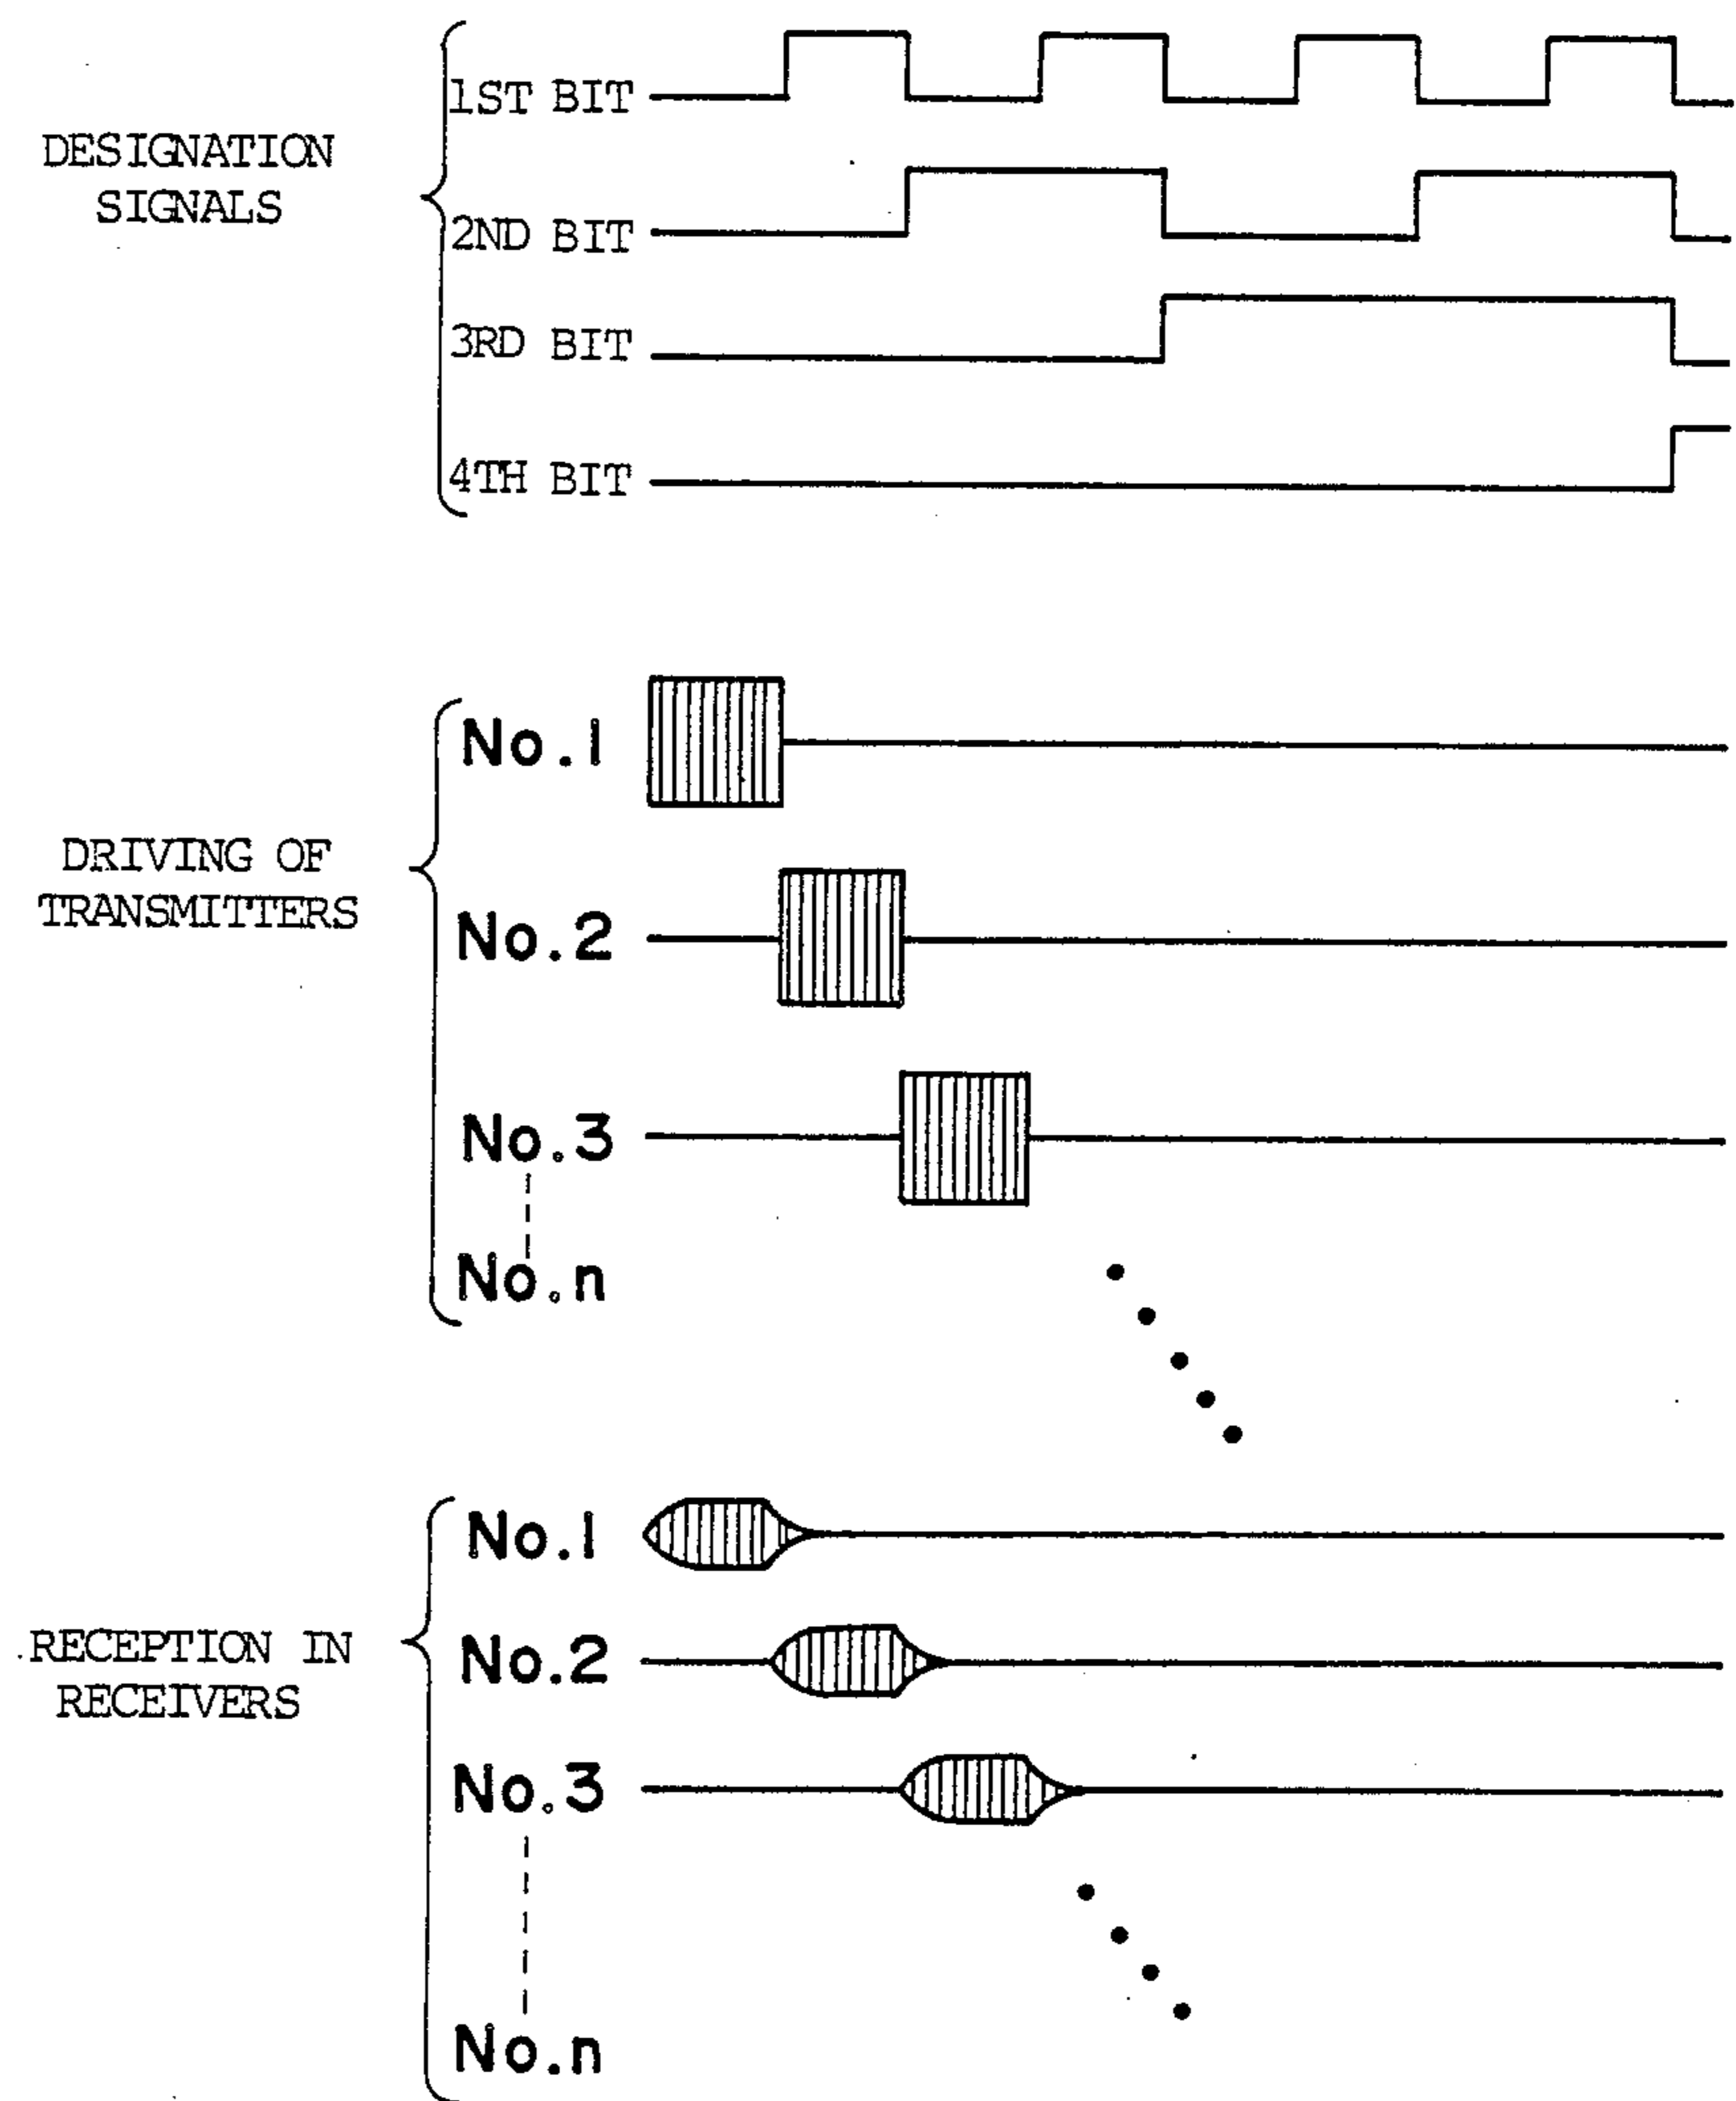 DESIGNATION
SIGNALS
1ST BIT
2ND BIT
3RD BIT
4TH BIT
DRIVING OF
TRANSMITTERS
No.1
No.2
No.3
No.n
RECEPTION IN
RECEIVERS
No.1
No.2
No.3
No.n